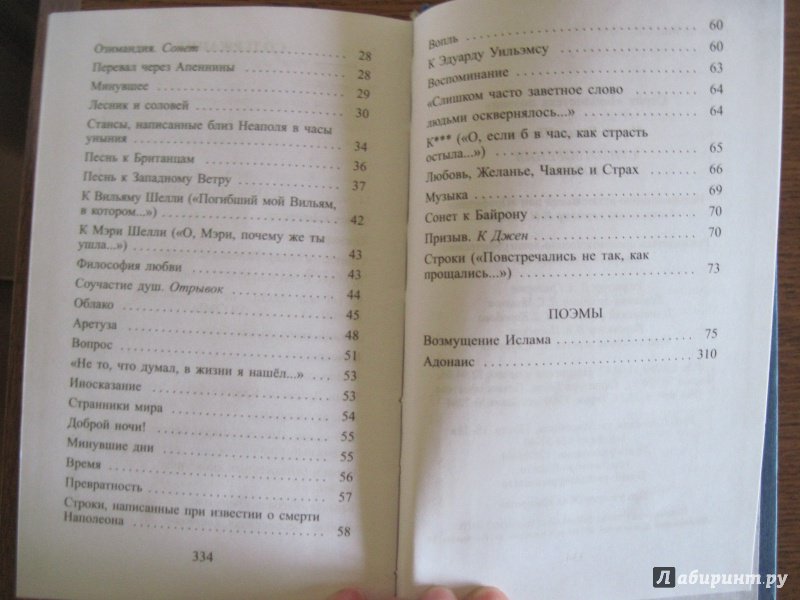 Озимандия. Сонет 28
Перевал через Апеннины 28
Минувшее 29
Лесник и соловей 30
Стансы, написанные близ Неаполя в часы
уныния 34
Песнь к Британцам 36
Песнь к Западному Ветру 37
К Вильяму Шелли («Погибший мой Вильям,
в котором...») 42
К Мэри Шелли («О, Мэри, почему же ты
ушла...») 43
Философия любви 43
Соучастие душ. Отрывок 44
Облако 45
Аретуза 48
Вопрос 51
«Не то, что думал, в жизни я нашёл...» 53
Иносказание 53
Странники мира 54
Доброй ночи! 55
Минувшие дни 55
Время 56
Превратность 57
Строки, написанные при известии о смерти
Наполеона 58
334
Вопль 60
К Эдуарду Уильэмсу 60
Воспоминание 63
«Слишком часто заветное слово
людьми осквернялось...» 64
К*** («О, если б в час, как страсть
остыла...») 65
Любовь, Желанье, Чаянье и Страх 66
Музыка 69
Сонет к Байрону 70
Призыв. К Джен 70
Строки («Повстречались не так, как
прощались...») 73
ПОЭМЫ
Возмущение Ислама 75
Адонаис 310
Лабиринт.ру